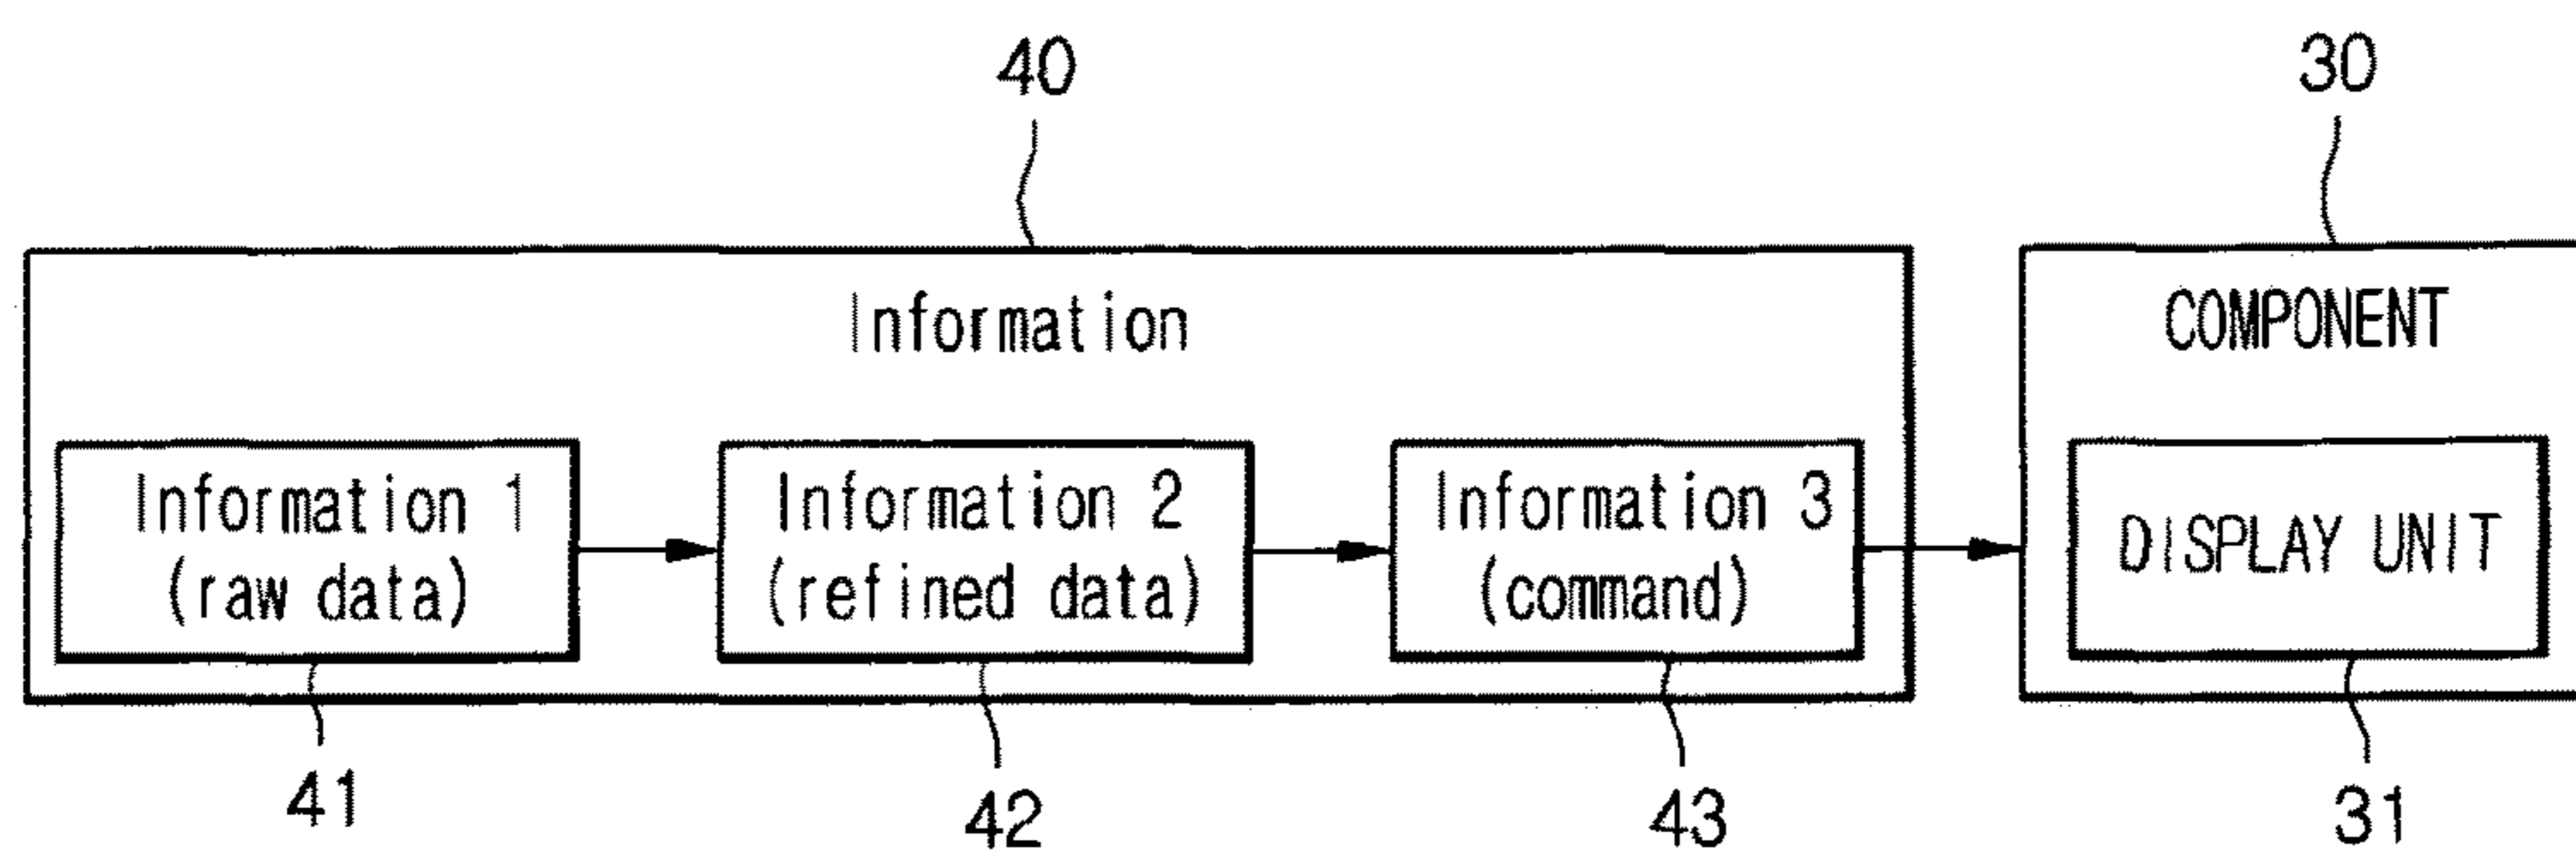 40
30
Information
COMPONENT
Information 1
(raw data)
Information 2
(refined data)
Information 3
(command)
DISPLAY UNIT
41
42
43
31